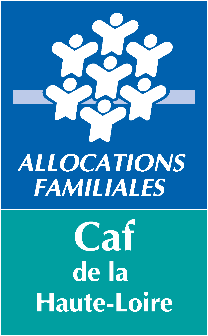 ALLOCATIONS
FAMILIALES
Caf
de la
Haute-Loire